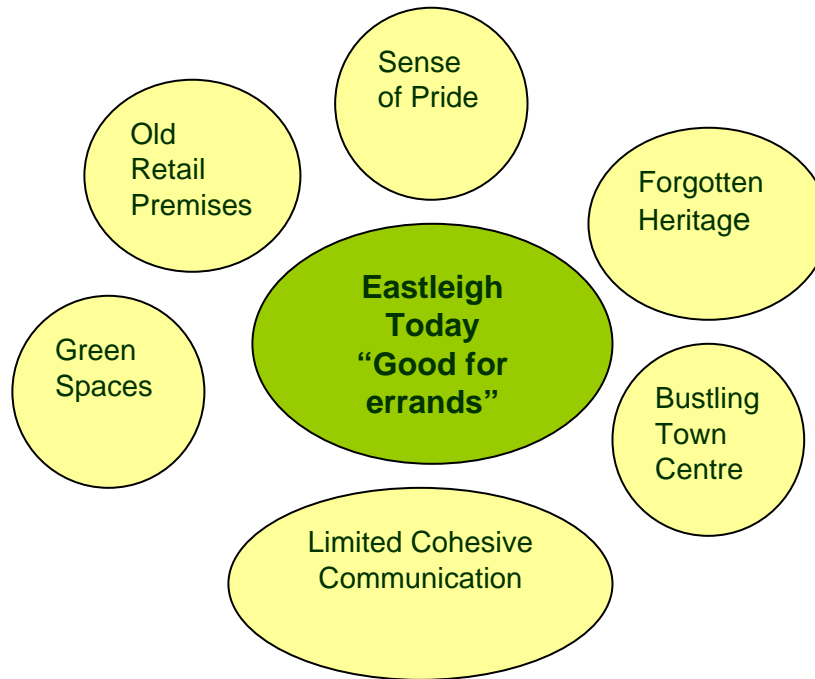 Sense
of Pride
Old
Retail
Premises
Forgotten
Heritage
Eastleigh
Today
“Good for
errands”
Green
Spaces
Bustling
Town
Centre
Limited Cohesive
Communication